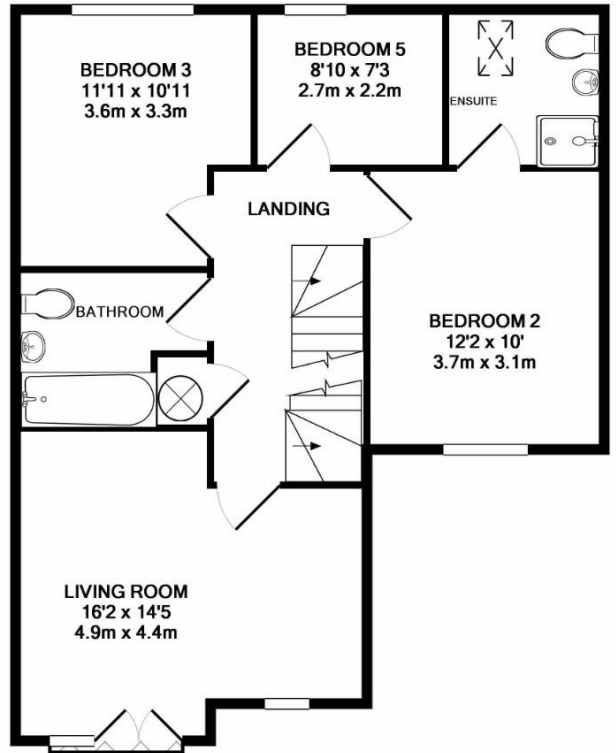 BEDROOM 3
11'11 x 10'11
3.6m x 3.3m
BEDROOM 5
8'10 x 7'3
2.7m x 2.2m
ENSUITE
LANDING
BATHROOM
BEDROOM 2
12'2 x 10'
3.7m x 3.1m
LIVING ROOM
16'2 x 14'5
4.9m x 4.4m